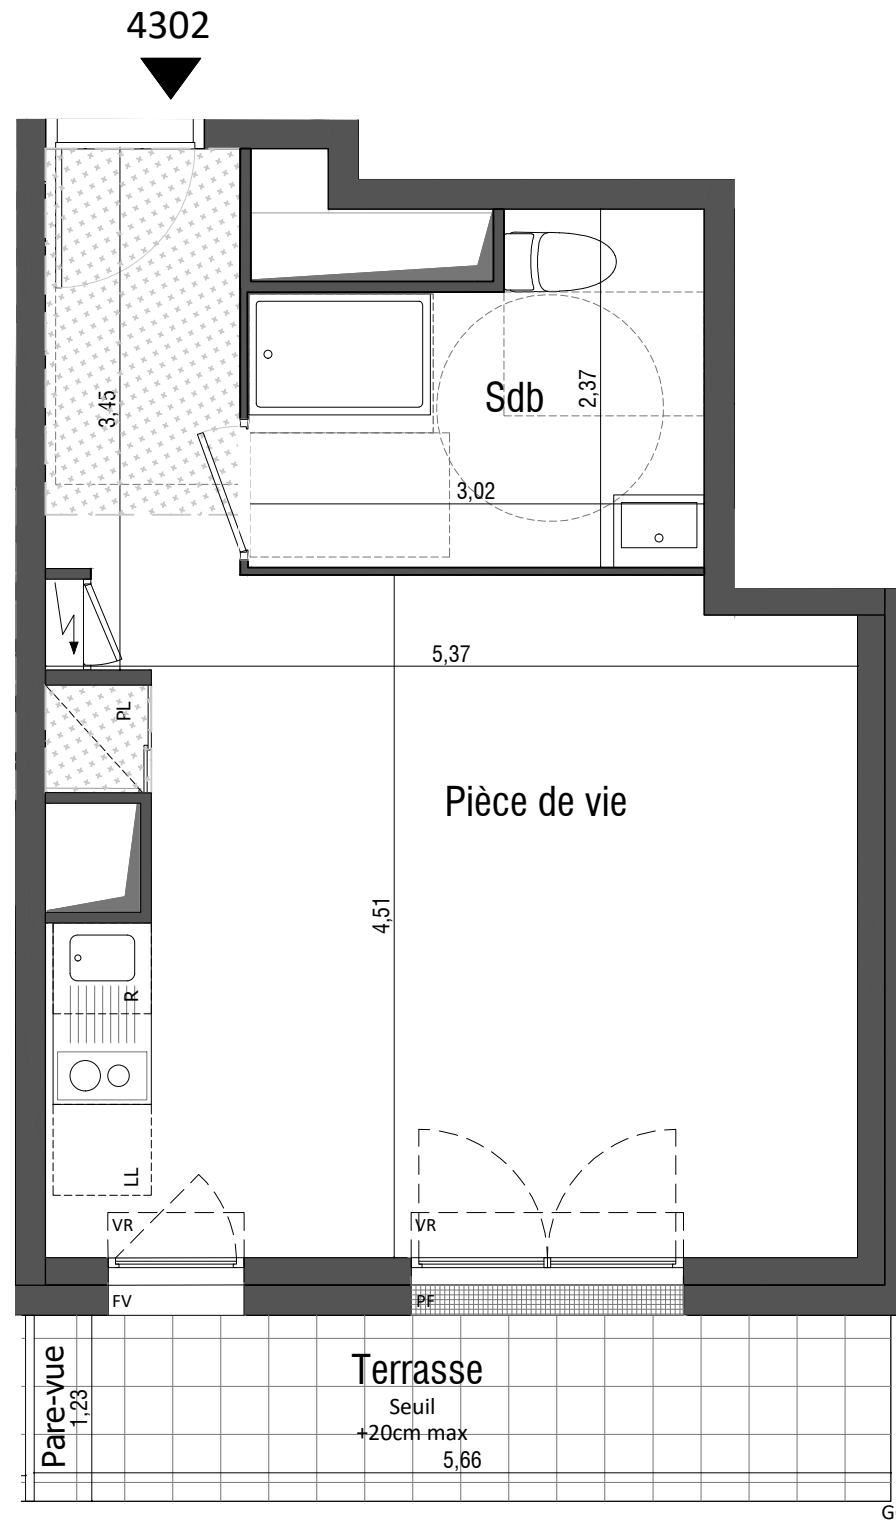 4302
3,45
Sdb
2,37
3,02
5,37
PL
Pièce de vie
4,51
R
LL
VR
VR
FV
PF
Pare-vue
1,23
Terrasse
Seuil
+20cm max
5,66
G